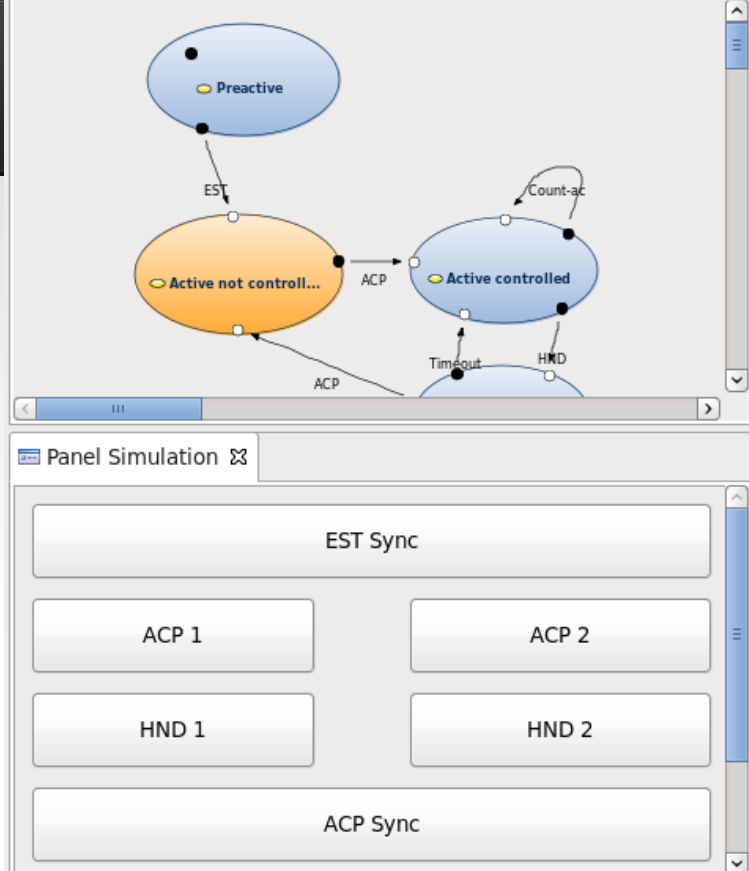 Preactive
EST
Count-ac
Active not controll...
ACP
Active controlled
Timeout
HND
ACP
Panel Simulation
EST Sync
ACP 1
ACP 2
HND 1
HND 2
ACP Sync